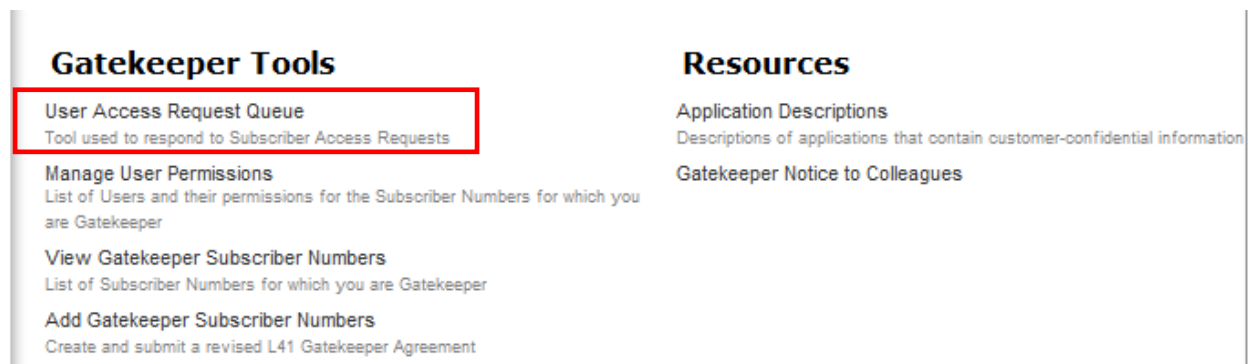 Gatekeeper Tools
User Access Request Queue
Tool used to respond to Subscriber Access Requests
Manage User Permissions
List of Users and their permissions for the Subscriber Numbers for which you
are Gatekeeper
View Gatekeeper Subscriber Numbers
List of Subscriber Numbers for which you are Gatekeeper
Add Gatekeeper Subscriber Numbers
Create and submit a revised L41 Gatekeeper Agreement
Resources
Application Descriptions
Descriptions of applications that contain customer-confidential information
Gatekeeper Notice to Colleagues